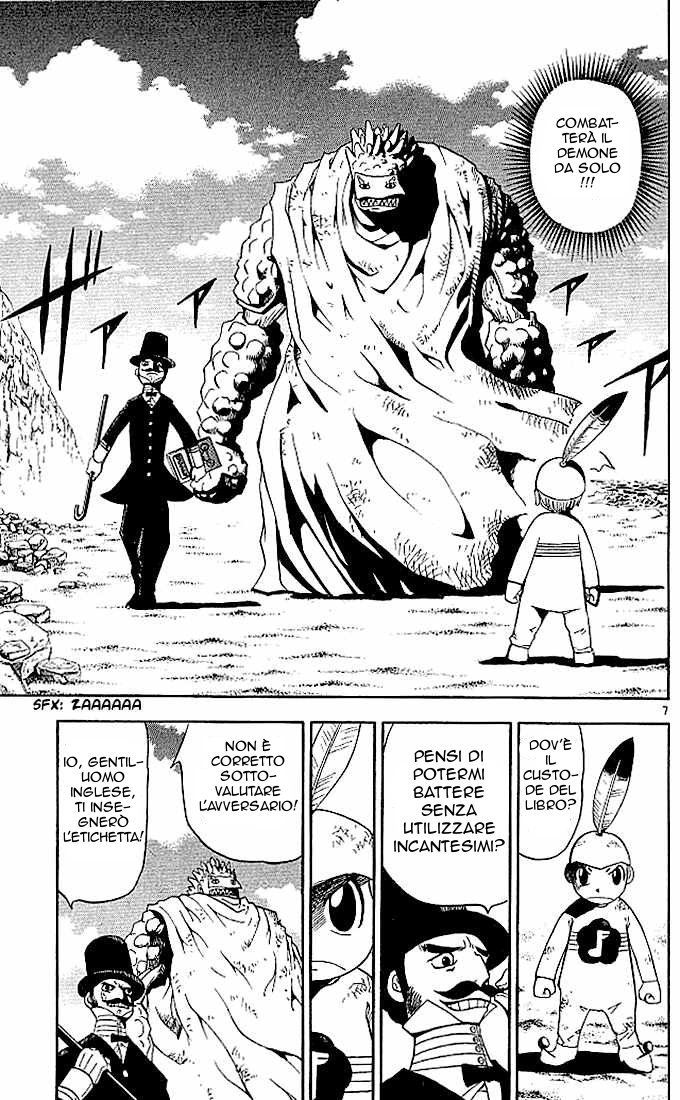 COMBAT-
TERÀ IL
DEMONE
DA SOLO
!!!
SFX: ZAAAAAA
7
DOV'È
IL
CUSTO-
DE DEL
LIBRO?
PENSI DI
POTERMI
BATTERE
SENZA
UTILIZZARE
INCANTESIMI?
NON È
CORRETTO
SOTTO-
VALUTARE
L'AVVERSARIO!
IO, GENTIL-
UOMO
INGLESE,
TI INSE-
GNERÒ
L'ETICHETTA!